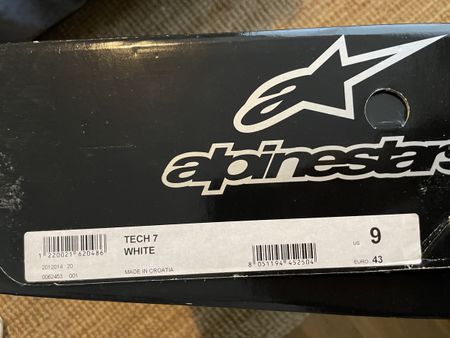 alpinestars
TECH 7
WHITE
1 220021 620486
2012014 20
0062453 001
MADE IN CROATIA
8 051194 452504
US 9
EURO 43